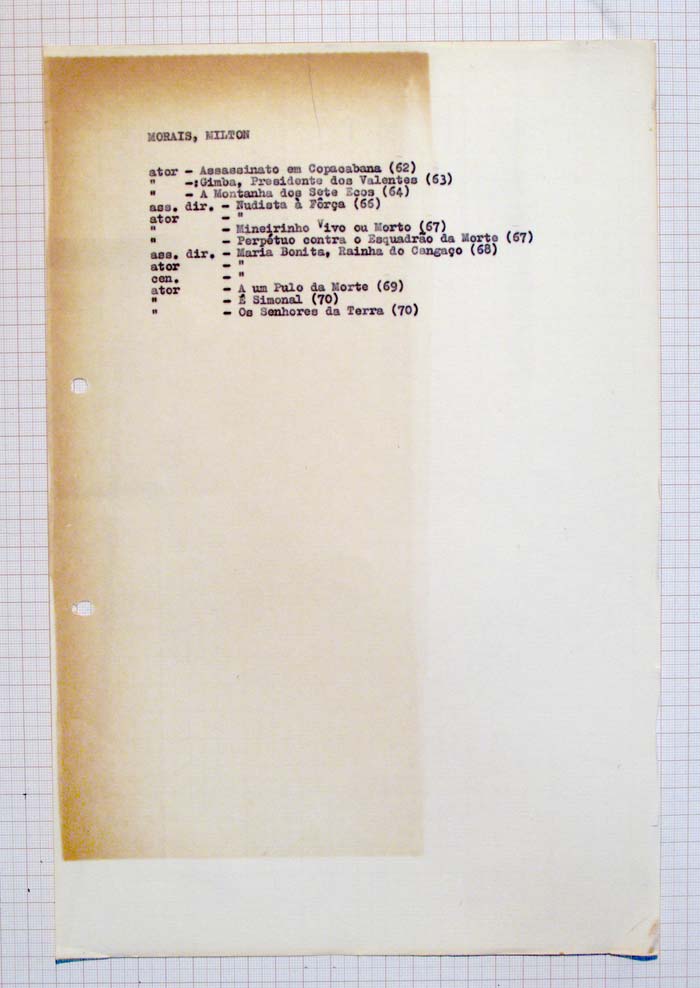 MORAIS, MILTON
ator - Assassinato em Copacabana (62)
" -:Gimba, Presidente dos Valentes (63)
" - A Montanha dos Sete Ecos (64)
ass. dir. - Nudista à Fôrça (66)
ator - "
" - Mineirinho Vivo ou Morto (67)
" - Perpétuo contra o Esquadrão da Morte (67)
ass. dir. - Maria Bonita, Rainha do Cangaço (68)
ator - "
cen. - "
ator - A um Pulo da Morte (69)
" - É Simonal (70)
" - Os Senhores da Terra (70)